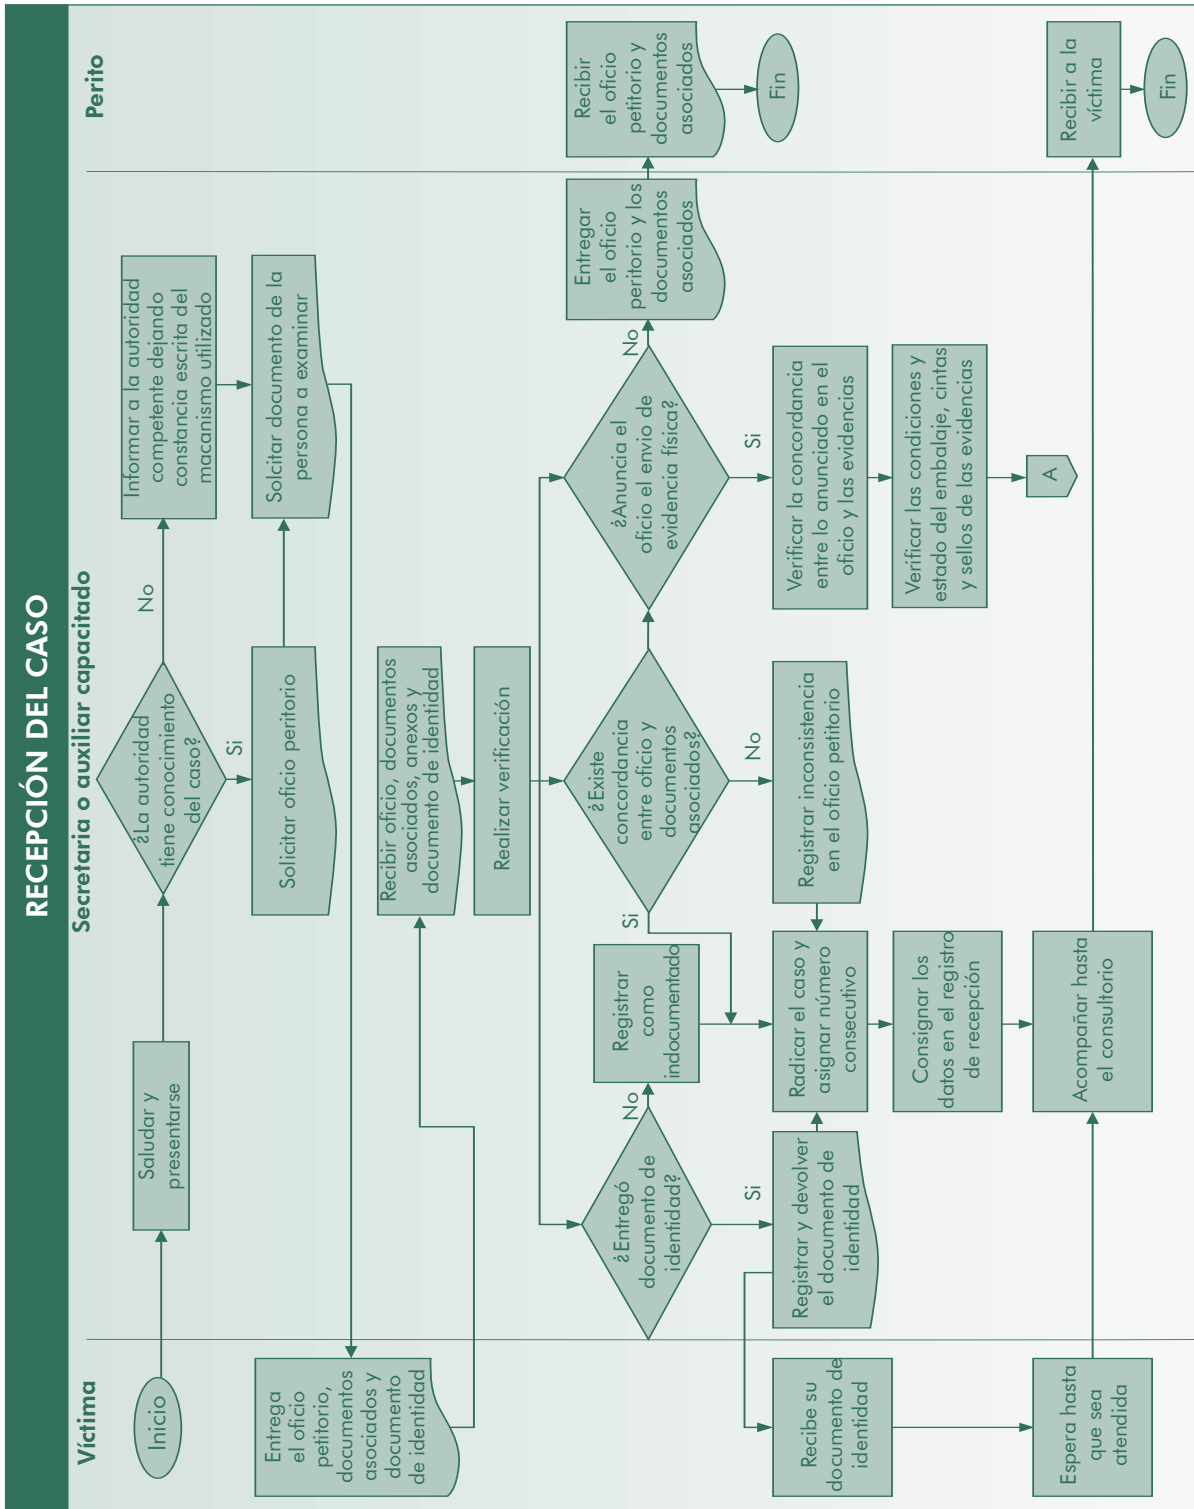 RECEPCIÓN DEL CASO
Víctima
Secretaria o auxiliar capacitado
Perito
Inicio
Saludar y
presentarse
¿La autoridad
tiene conocimiento
del caso?
No
Si
Informar a la autoridad
competente dejando
constancia escrita del
macanismo utilizado
Solicitar oficio peritorio
Solcitar documento de la
persona a examinar
Entrega
el oficio
petitorio,
documentos
asociados y
documento
de identidad
Recibir oficio, documentos
asociados, anexos y
documento de identidad
Realizar verificación
¿Entregó
documento de
identidad?
No
Si
Registrar
como
indocumentado
¿Existe
concordancia
entre oficio y
documentos
asociados?
Si
No
¿Anuncia el
oficio el envio de
evidencia física?
No
Si
Entregar
el oficio
peritorio y los
documentos
asociados
Recibir
el oficio
petitorio y
documentos
asociados
Fin
Registrar y devolver
el documento de
identidad
Radicar el caso y
asignar número
consecutivo
Registrar inconsistencia
en el oficio petitorio
Verificar la concordancia
entre lo anunciado en el
oficio y las evidencias
Recibe su
documento de
identidad
Consignar los
datos en el registro
de recepción
Verificar las condiciones y
estado del embalaje, cintas
y sellos de las evidencias
A
Espera hasta
que sea
atendida
Acompañar hasta
el consultorio
Recibir a la
víctima
Fin